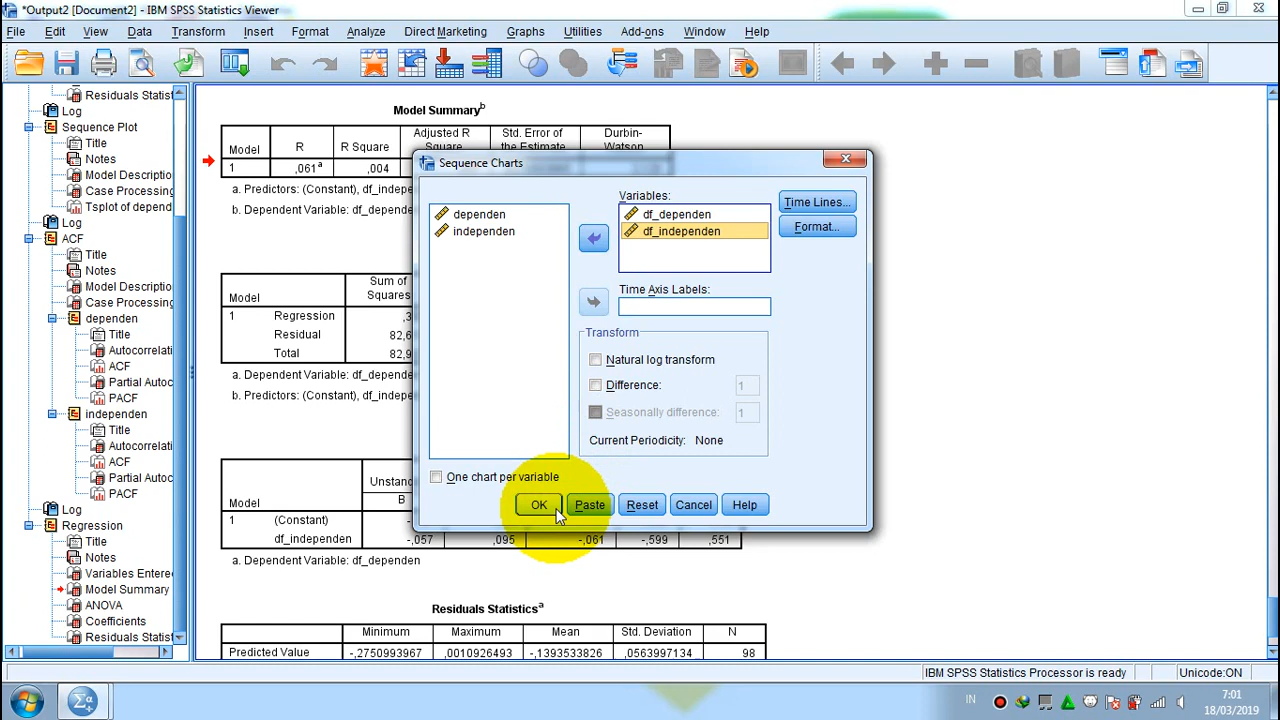 *Output2 [Document2] - IBM SPSS Statistics Viewer
File Edit View Data Transform Insert Format Analyze Direct Marketing Graphs Utilities Window Help
Residuals Statist
Log
Sequence Plot
Title
Notes
Model Descriptio
Case Processing
Tsplot of depend
Log
ACF
Title
Notes
Model Descriptio
Case Processing
dependen
Title
Autocorrelati
ACF
Partial Autoc
PACF
independen
Title
Autocorrelati
ACF
Partial Autoc
PACF
Log
Regression
Title
Notes
Variables Entere
Model Summary
ANOVA
Coefficients
Residuals Statist
Model Summaryb
Model R R Square Adjusted R Square Std. Error of the Estimate Durbin-Watson
1 ,061a ,004
a. Predictors: (Constant), df_indepe
b. Dependent Variable: df_depende
Model Sum of Squares
1 Regression ,3
Residual 82,6
Total 82,9
a. Dependent Variable: df_depende
b. Predictors: (Constant), df_indepe
Model Unstand
B
1 (Constant) -,
df_independen -,057 ,095 -,061 -,599 ,551
a. Dependent Variable: df_dependen
Residuals Statisticsa
Minimum Maximum Mean Std. Deviation N
Predicted Value -,2750993967 ,0010926493 -,1393533826 ,0563997134 98
Sequence Charts
dependen
independen
Variables:
df_dependen
df_independen
Time Lines...
Format...
Time Axis Labels:
Transform
Natural log transform
Difference: 1
Seasonally difference: 1
Current Periodicity: None
One chart per variable
OK Paste Reset Cancel Help
IBM SPSS Statistics Processor is ready Unicode:ON
IN
7:01
18/03/2019